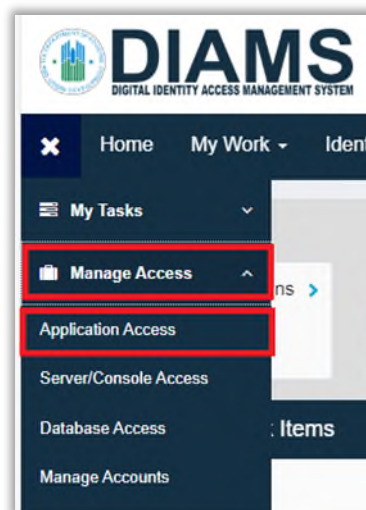 DIAMS
DIGITAL IDENTITY ACCESS MANAGEMENT SYSTEM
Home My Work Iden
My Tasks
Manage Access
ns
Application Access
Server/Console Access
Database Access
Items
Manage Accounts